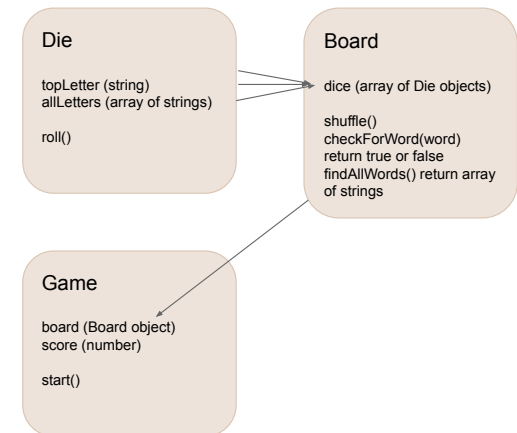 Die
topLetter (string)
allLetters (array of strings)
roll()
Board
dice (array of Die objects)
shuffle()
checkForWord(word)
return true or false
findAllWords() return array
of strings
Game
board (Board object)
score (number)
start()